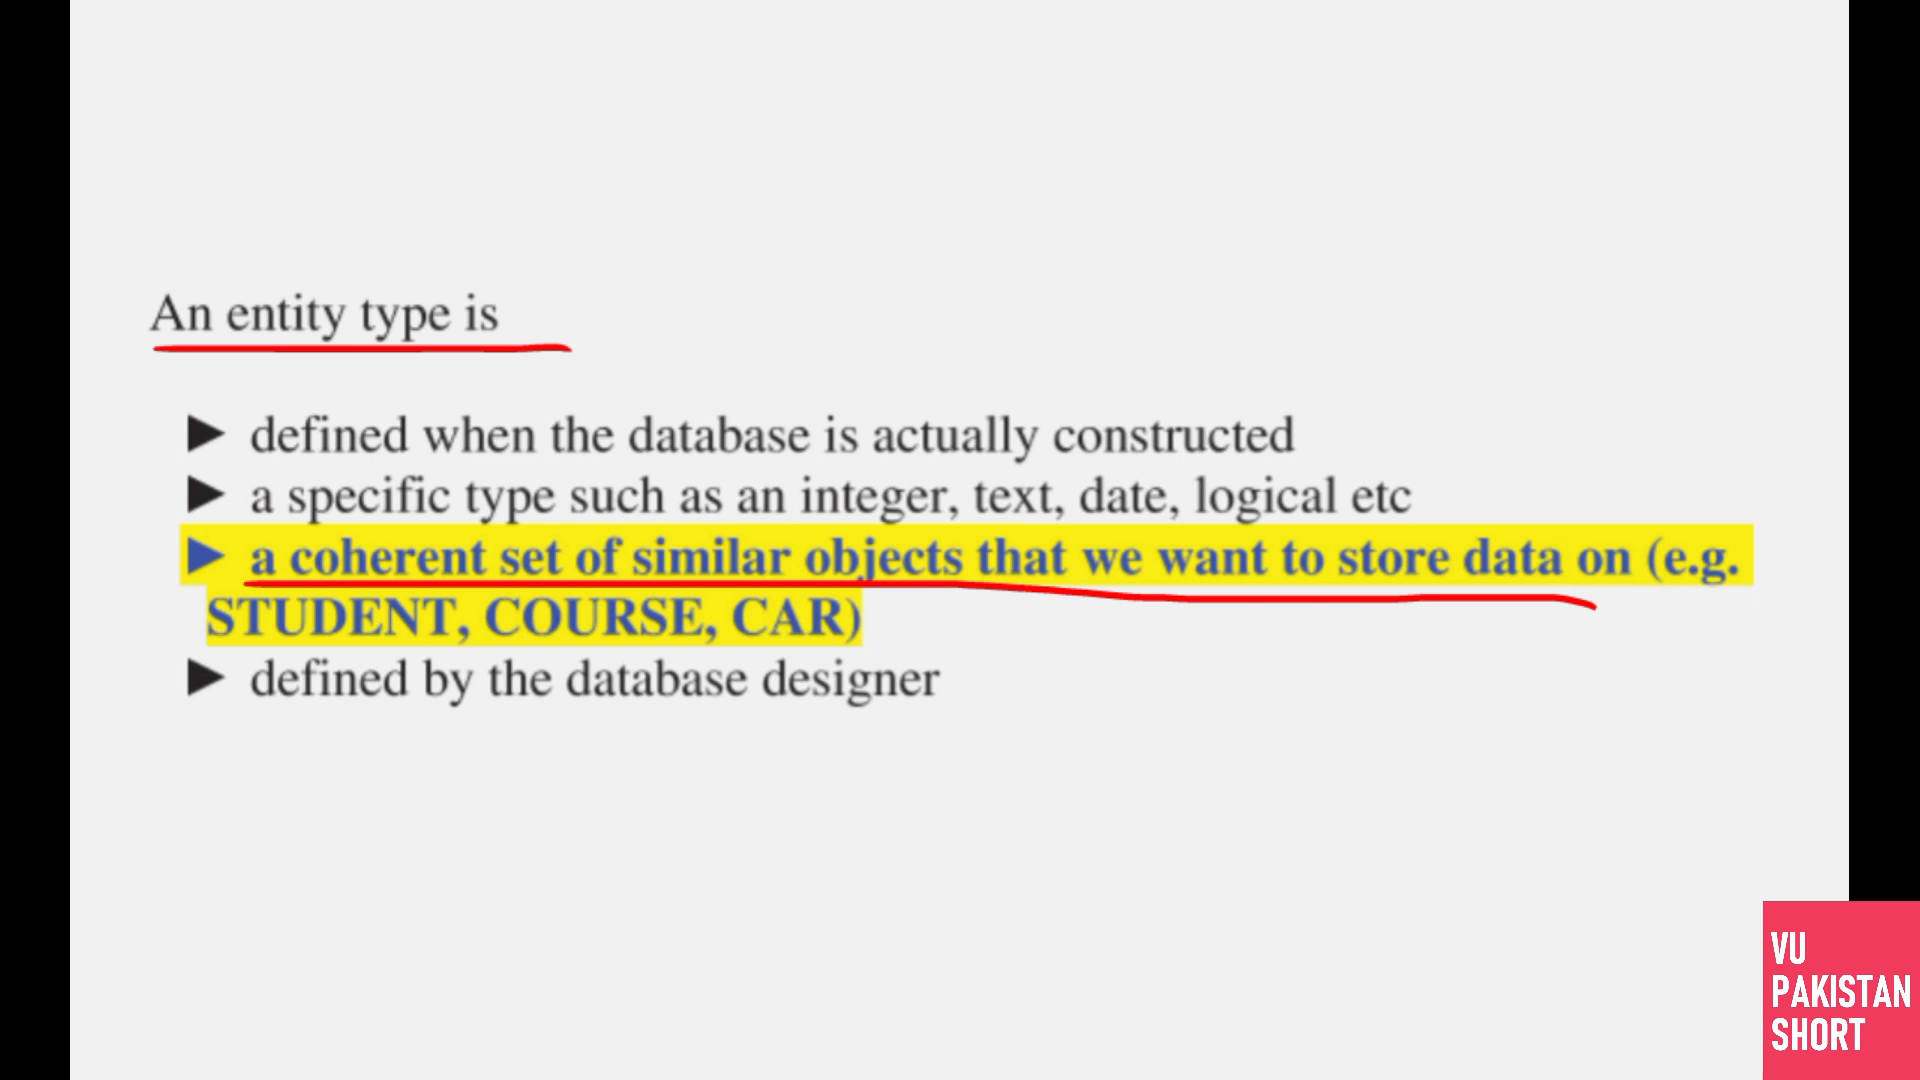 An entity type is
► defined when the database is actually constructed
► a specific type such as an integer, text, date, logical etc
► a coherent set of similar objects that we want to store data on (e.g.
STUDENT, COURSE, CAR)
► defined by the database designer
VU
PAKISTAN
SHORT